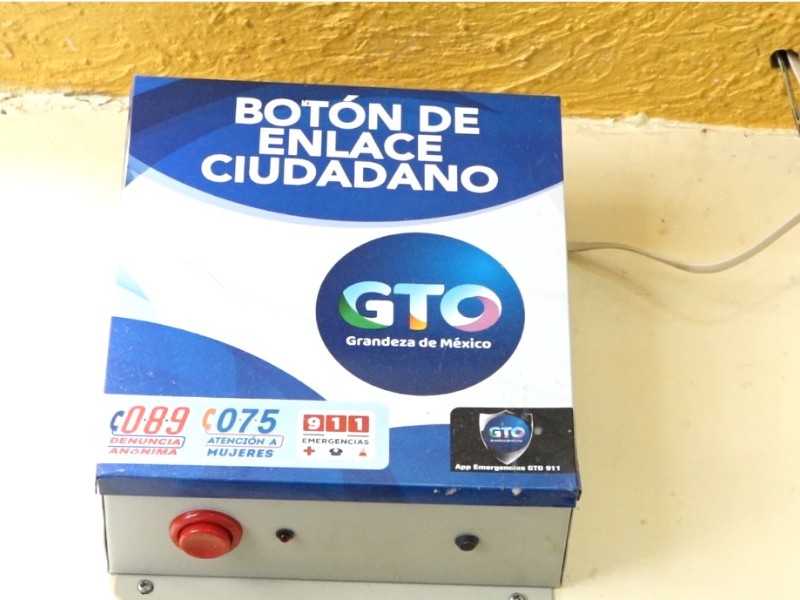 BOTÓN DE
ENLACE
CIUDADANO
GTO
Grandeza de México
089
DENUNCIA
ANÓNIMA
075
ATENCIÓN A
MUJERES
911
EMERGENCIAS
GTO
App Emergencias GTO 911